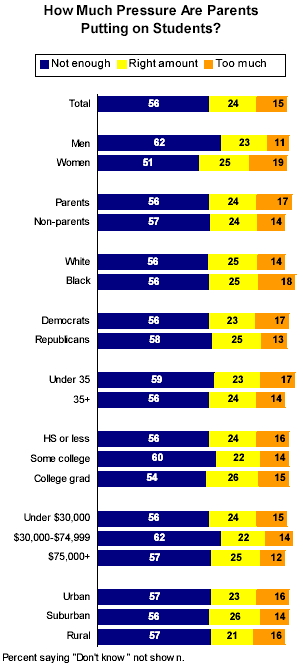 How Much Pressure Are Parents
Putting on Students?
Not enough Right amount Too much
Total 56 24 15
Men 62 23 11
Women 51 25 19
Parents 56 24 17
Non-parents 57 24 14
White 56 25 14
Black 56 25 18
Democrats 56 23 17
Republicans 58 25 13
Under 35 59 23 17
35+ 56 24 14
HS or less 56 24 16
Some college 60 22 14
College grad 54 26 15
Under $30,000 56 24 15
$30,000-$74,999 62 22 14
$75,000+ 57 25 12
Urban 57 23 16
Suburban 56 26 14
Rural 57 21 16
Percent saying "Don't know" not shown.